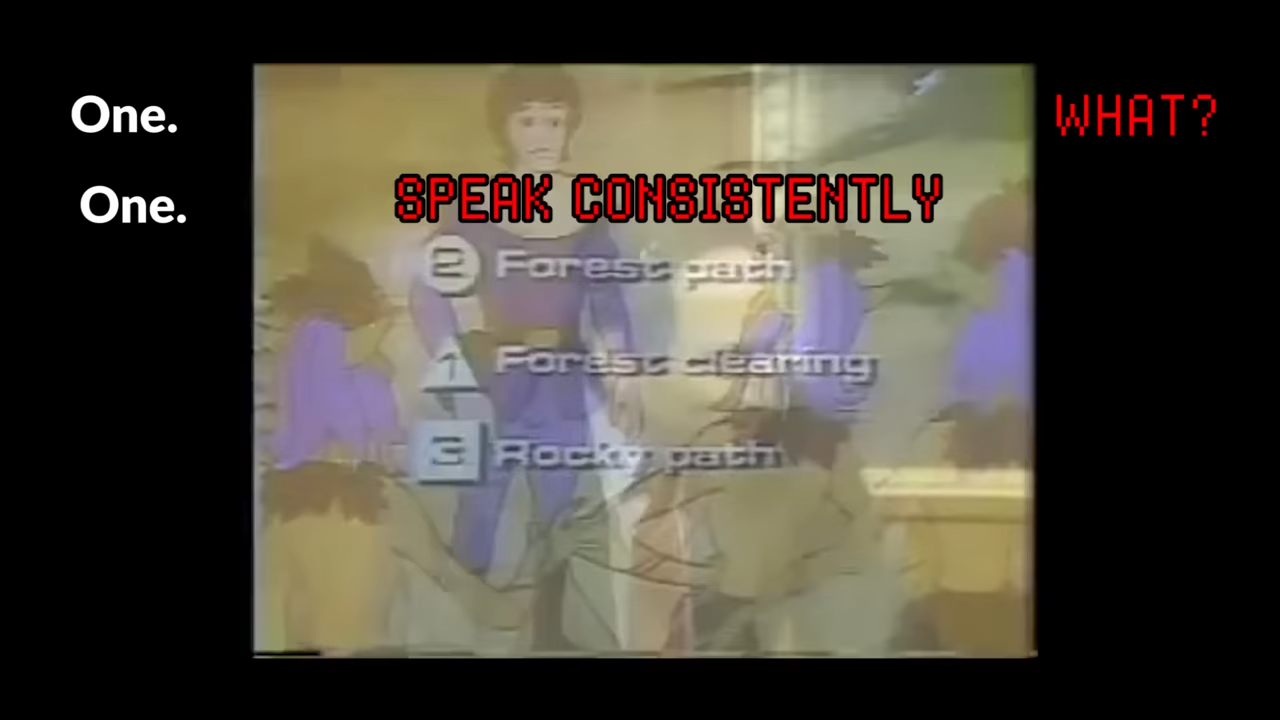 One.
WHAT?
One.
SPEAK CONSISTENTLY
2 Forest path
1 Forest clearing
3 Rocky path